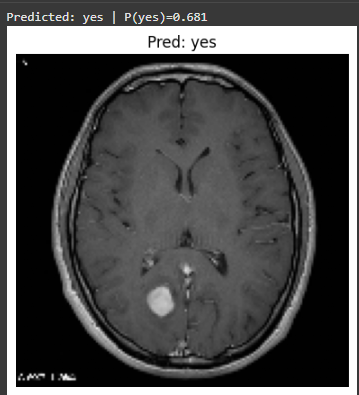 Predicted: yes | P(yes)=0.681
Pred: yes